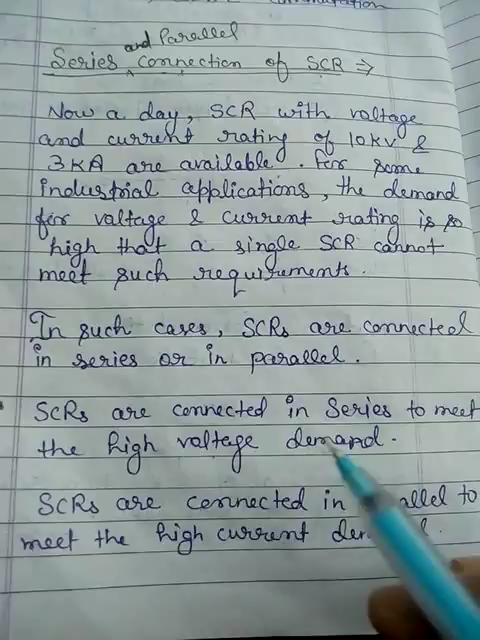 Series and Parallel connection of SCR ⇒
Now a day, SCR with voltage
and current rating of 10KV &
3KA are available. For some
industrial applications, the demand
for voltage & current rating is so
high that a single SCR cannot
meet such requirements.
In such cases, SCRs are connected
in series or in parallel.
SCRs are connected in Series to meet
the high voltage demand.
SCRs are connected in allel to
meet the high current